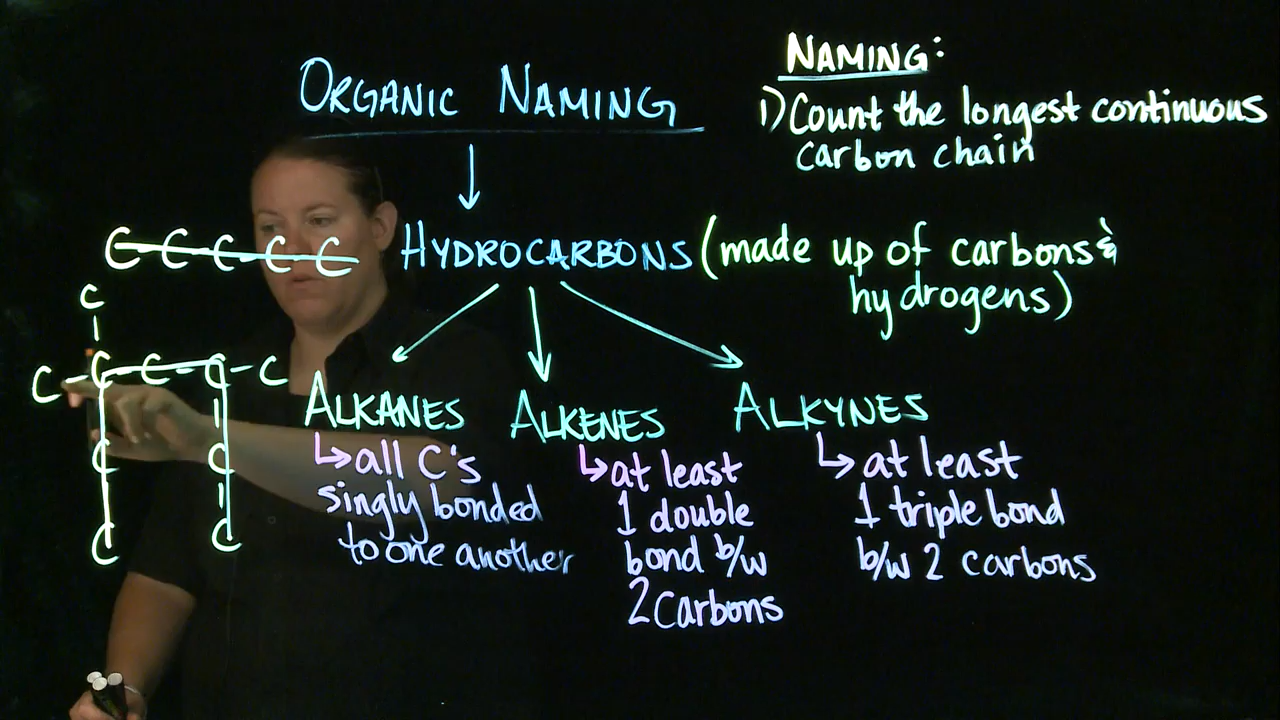 ORGANIC NAMING
NAMING:
1) Count the longest continuous
carbon chain
C C C C C
HYDROCARBONS (made up of carbons &
hydrogens)
C
C - C - C - C - C
C C
C C
ALKANES
↳ all C's
singly bonded
to one another
ALKENES
↳ at least
1 double
bond b/w
2 Carbons
ALKYNES
↳ at least
1 triple bond
b/w 2 carbons